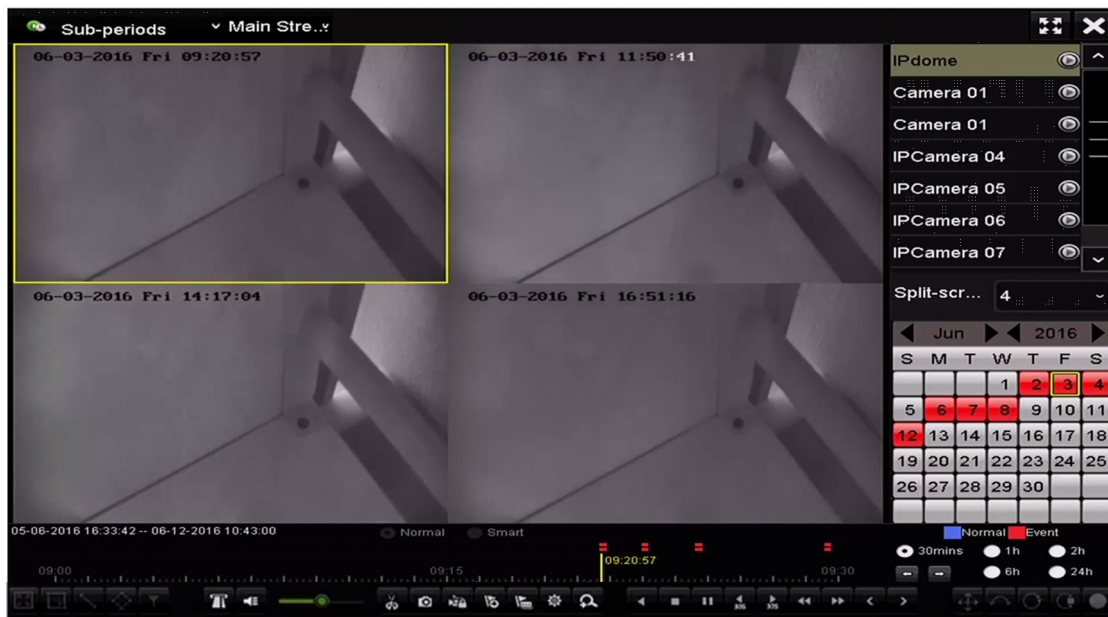 Sub-periods
Main Stre..
06-03-2016 Fri 09:20:57
06-03-2016 Fri 11:50:41
06-03-2016 Fri 14:17:04
06-03-2016 Fri 16:51:16
IPdome
Camera 01
Camera 01
IPCamera 04
IPCamera 05
IPCamera 06
IPCamera 07
Split-scr... 4
Jun 2016
S M T W T F S
1 2 3 4
5 6 7 8 9 10 11
12 13 14 15 16 17 18
19 20 21 22 23 24 25
26 27 28 29 30
05-06-2016 16:33:42 -- 06-12-2016 10:43:00
Normal Smart
Normal Event
09:20:57
09:00 09:15 09:30
30mins 1h 2h
6h 24h
30S 30S